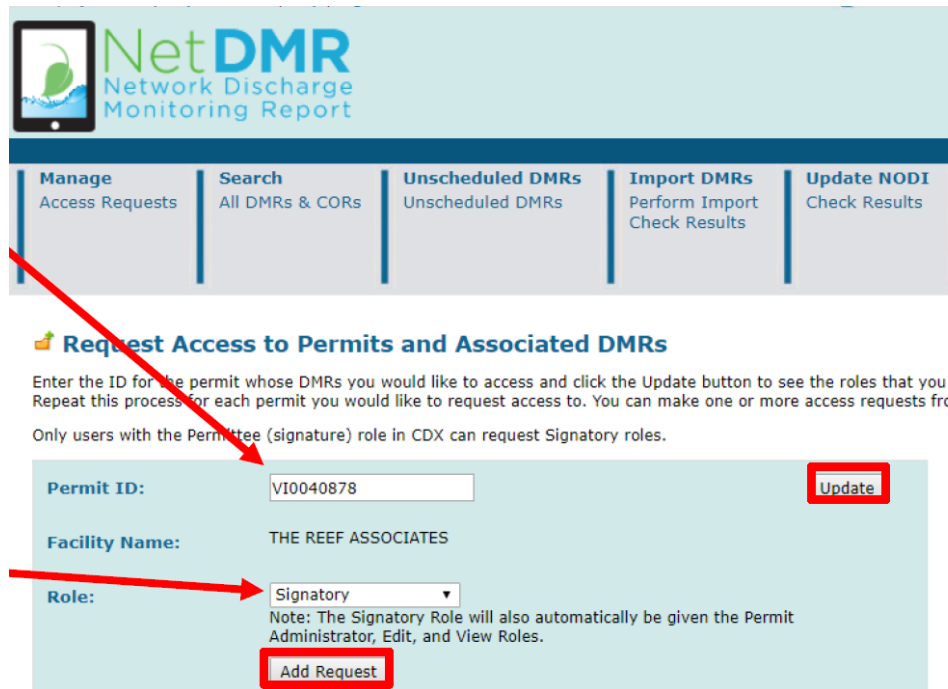 NetDMR
Network Discharge
Monitoring Report
Manage
Access Requests
Search
All DMRs & CORs
Unscheduled DMRs
Unscheduled DMRs
Import DMRs
Perform Import
Check Results
Update NODI
Check Results
Request Access to Permits and Associated DMRs
Enter the ID for the permit whose DMRs you would like to access and click the Update button to see the roles that you
Repeat this process for each permit you would like to request access to. You can make one or more access requests fro
Only users with the Permittee (signature) role in CDX can request Signatory roles.
Permit ID: VI0040878 Update
Facility Name: THE REEF ASSOCIATES
Role: Signatory
Note: The Signatory Role will also automatically be given the Permit
Administrator, Edit, and View Roles.
Add Request